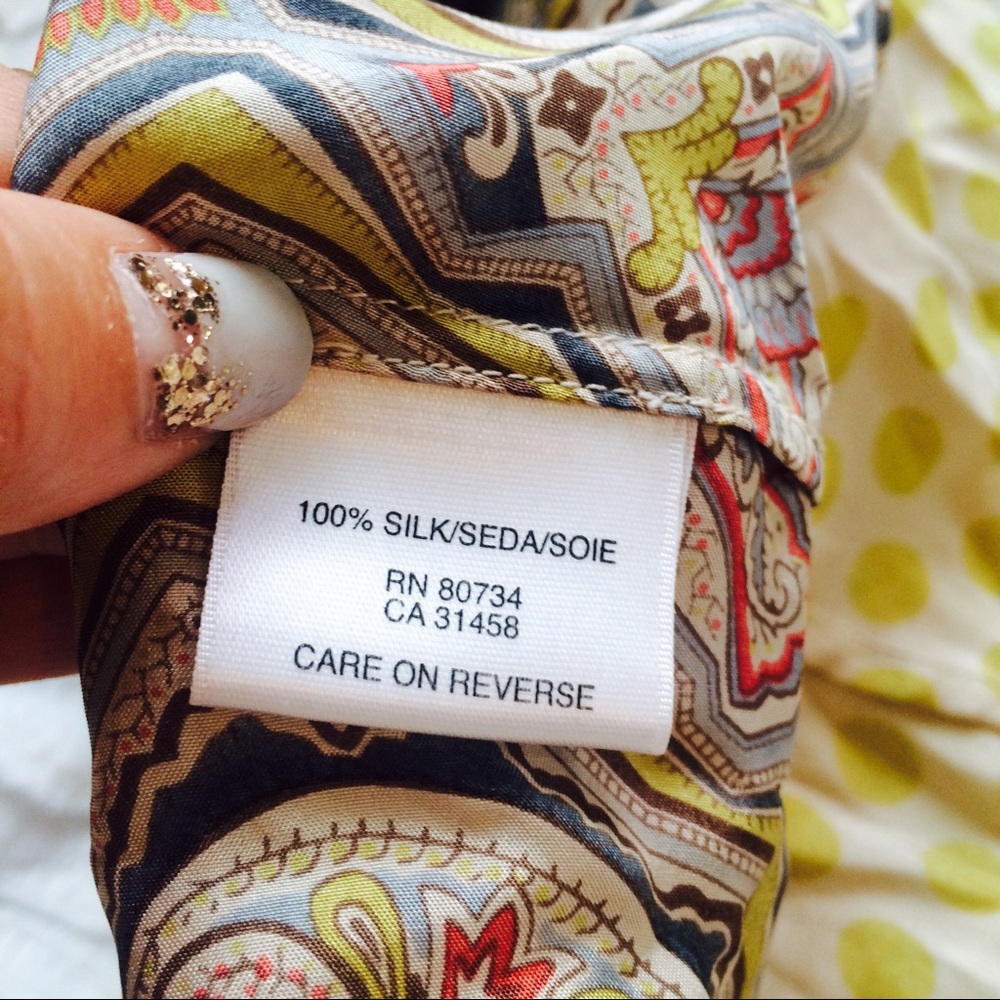 100% SILK/SEDA/SOIE
RN 80734
CA 31458
CARE ON REVERSE